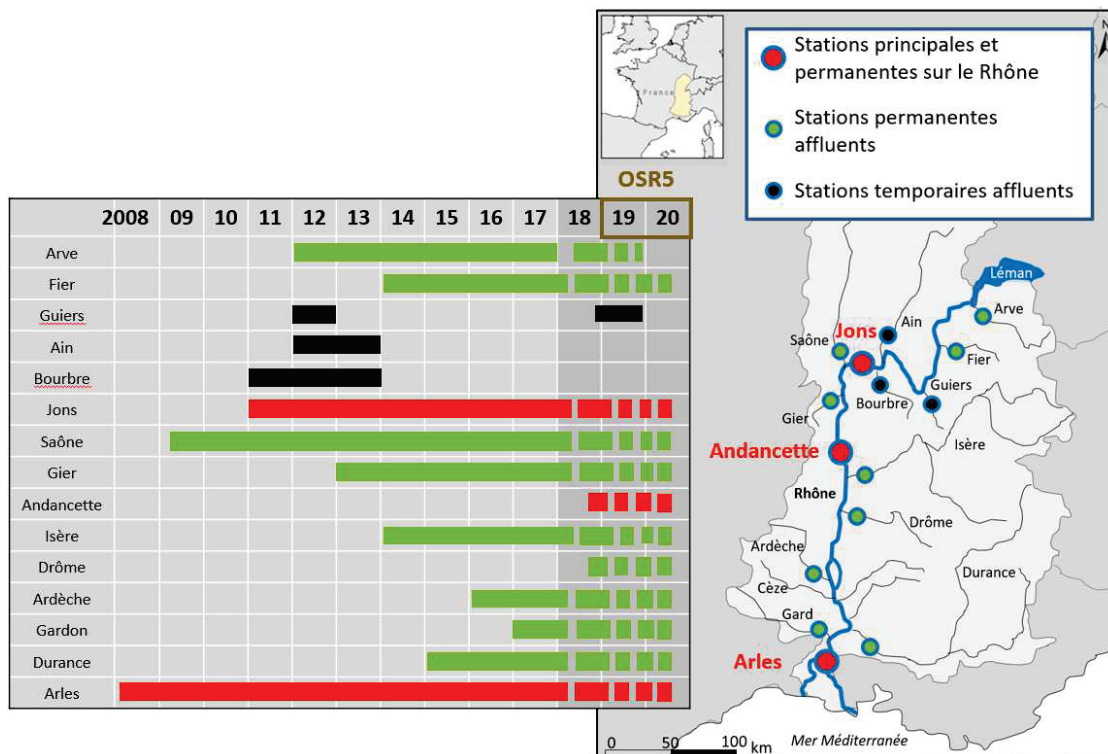 Stations principales et
permanentes sur le Rhône
Stations permanentes
affluents
Stations temporaires affluents
N
France
OSR5
2008 09 10 11 12 13 14 15 16 17 18 19 20
Arve
Fier
Guiers
Ain
Bourbre
Jons
Saône
Gier
Andancette
Isère
Drôme
Ardèche
Gardon
Durance
Arles
Léman
Arve
Ain
Jons
Saône
Fier
Guiers
Bourbre
Gier
Isère
Andancette
Rhône
Drôme
Ardèche
Durance
Cèze
Gard
Arles
Mer Méditerranée
0 50 100 km